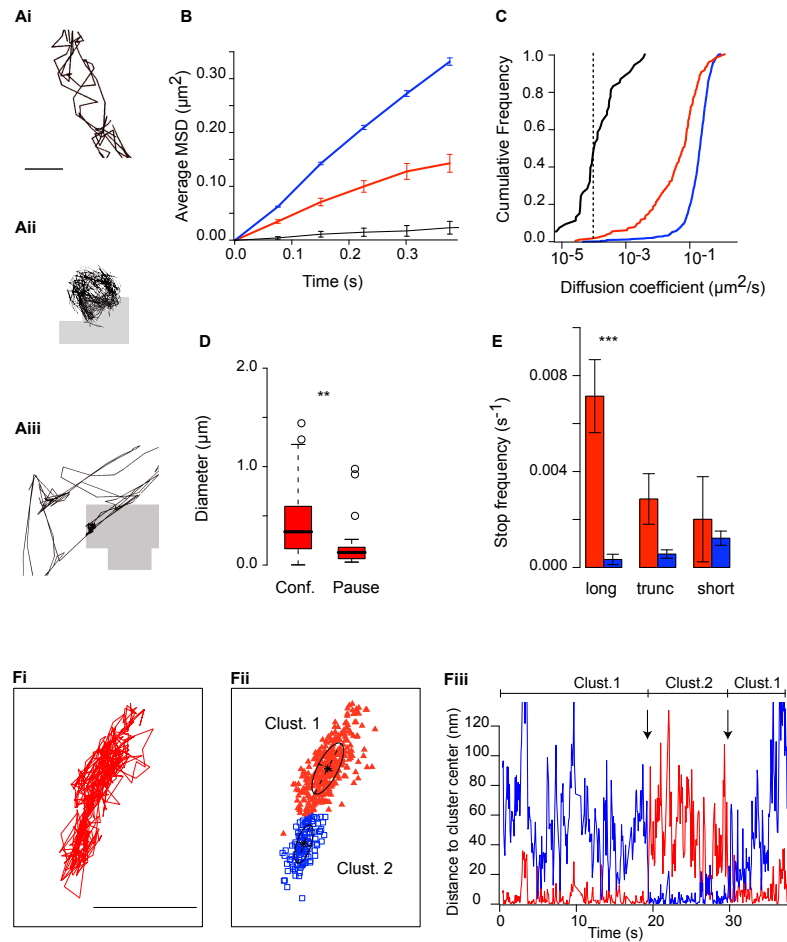 Ai
B
C
0.30
0.20
0.10
0.00
Average MSD (µm²)
0.0
0.1
0.2
0.3
Time (s)
1.0
0.8
0.6
0.4
0.2
0.0
Cumulative Frequency
10⁻⁵
10⁻³
10⁻¹
Diffusion coefficient (µm²/s)
Aii
Aiii
D
2.0
1.0
0.0
Diameter (µm)
**
Conf.
Pause
E
0.008
0.004
0.000
Stop frequency (s⁻¹)
***
long
trunc
short
Fi
Fii
Clust. 1
Clust. 2
Fiii
Clust.1
Clust.2
Clust.1
120
100
80
60
40
20
0
Distance to cluster center (nm)
0
10
20
30
Time (s)